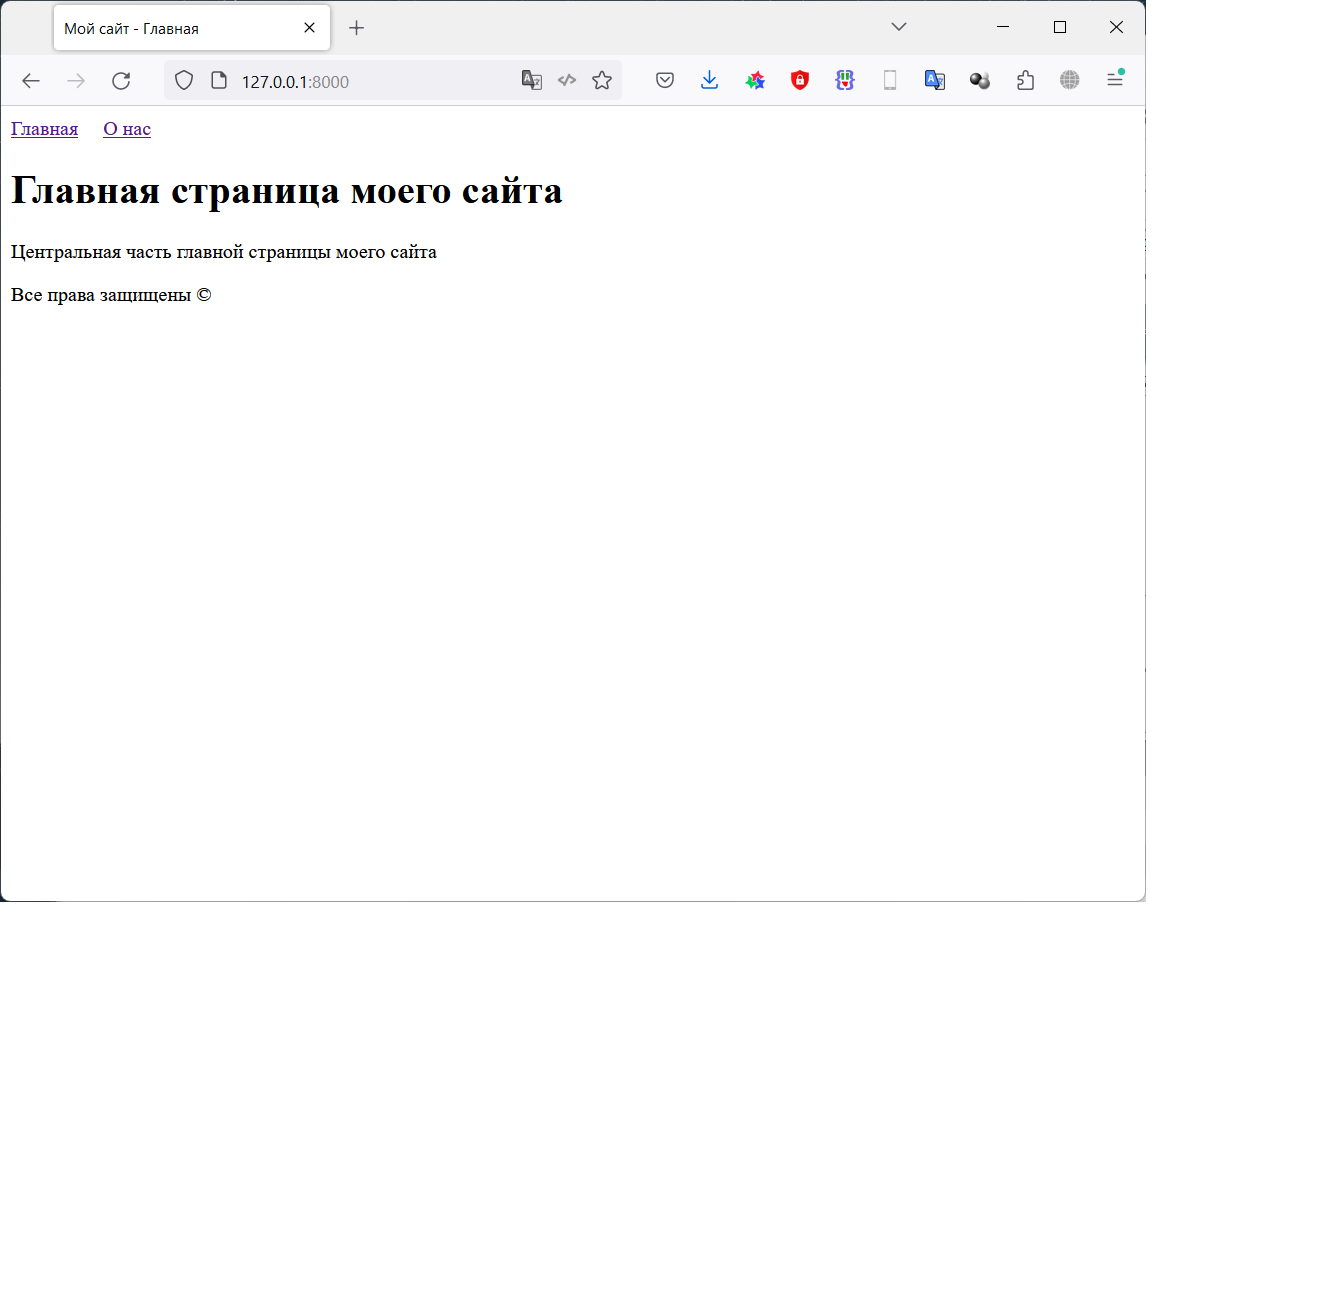 Мой сайт - Главная
127.0.0.1:8000
Главная О нас
Главная страница моего сайта
Центральная часть главной страницы моего сайта
Все права защищены ©